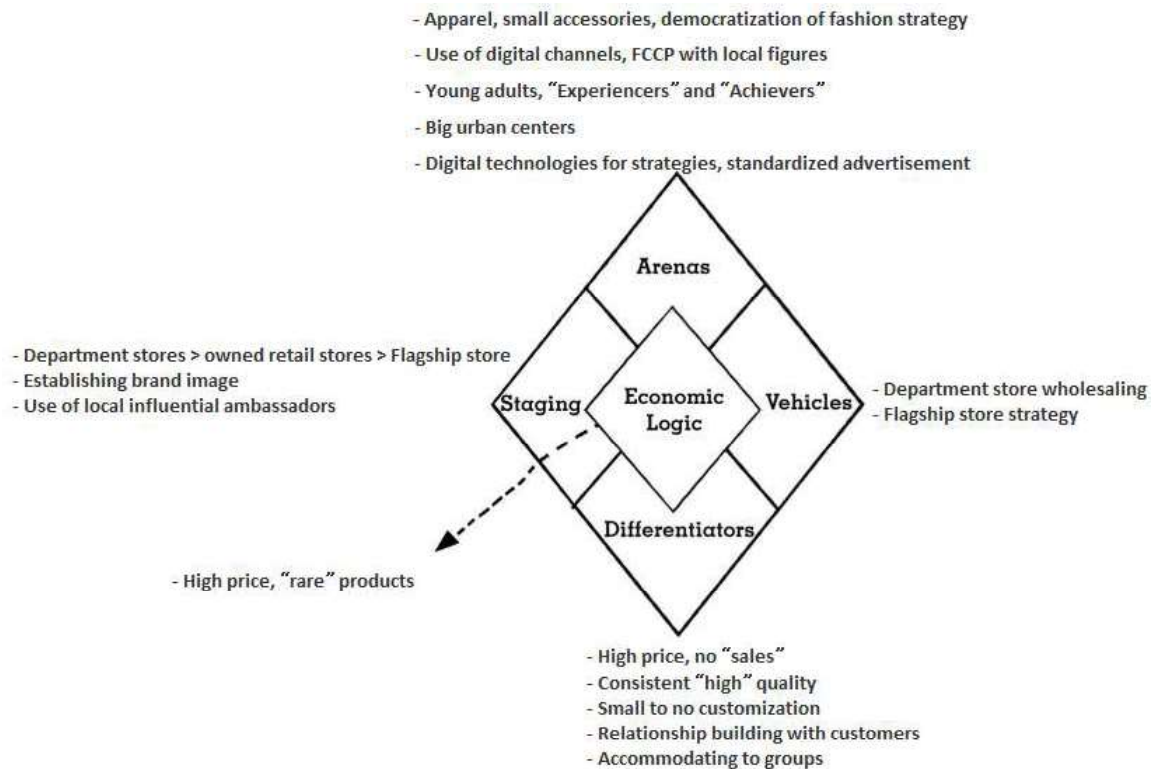 - Apparel, small accessories, democratization of fashion strategy
- Use of digital channels, FCCP with local figures
- Young adults, “Experiencers” and “Achievers”
- Big urban centers
- Digital technologies for strategies, standardized advertisement
Arenas
- Department stores > owned retail stores > Flagship store
- Establishing brand image
- Use of local influential ambassadors
Staging
Economic
Logic
Vehicles
- Department store wholesaling
- Flagship store strategy
Differentiators
- High price, “rare” products
- High price, no “sales”
- Consistent “high” quality
- Small to no customization
- Relationship building with customers
- Accommodating to groups